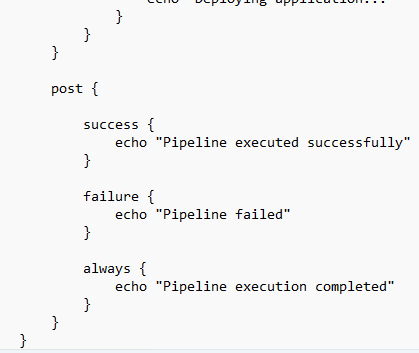 echo "Deploying application..."
            }
        }
    }

    post {

        success {
            echo "Pipeline executed successfully"
        }

        failure {
            echo "Pipeline failed"
        }

        always {
            echo "Pipeline execution completed"
        }
    }
}